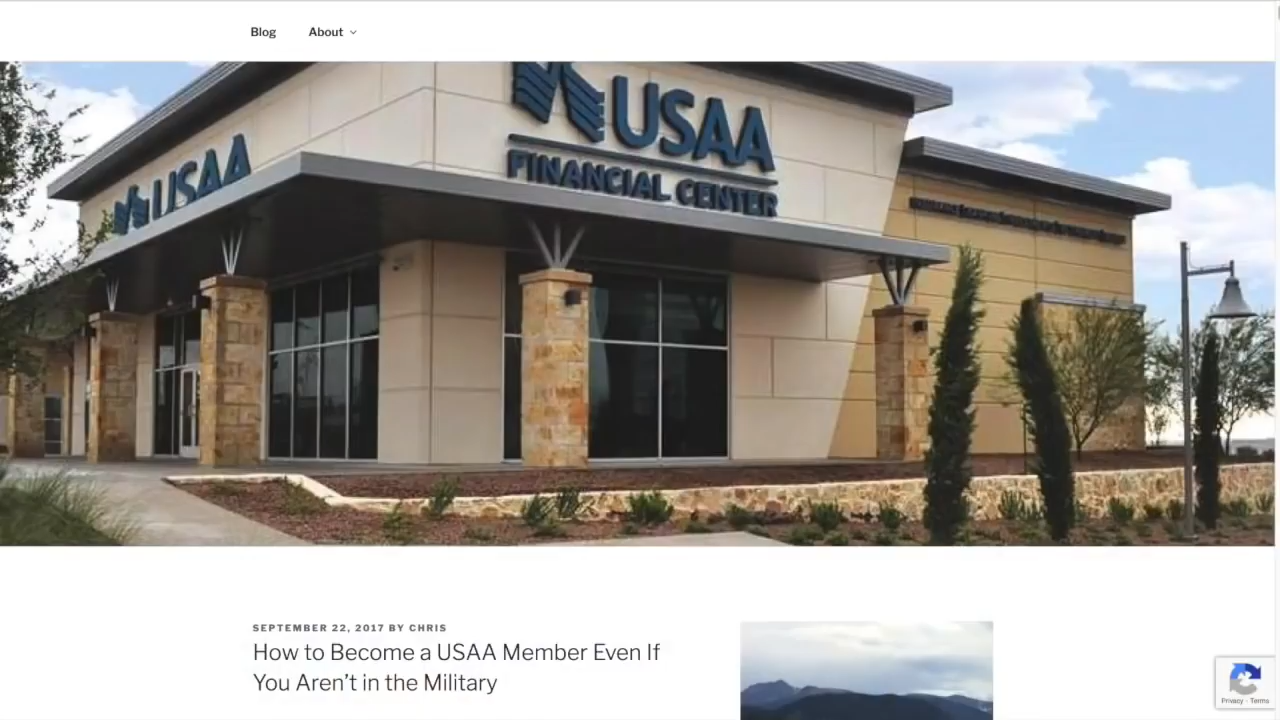 Blog
About
USAA
USAA
FINANCIAL CENTER
SEPTEMBER 22, 2017 BY CHRIS
How to Become a USAA Member Even If
You Aren't in the Military
Privacy - Terms